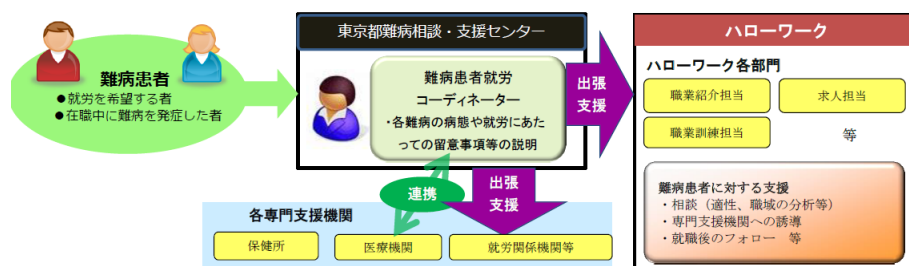 難病患者
●就労を希望する者
●在職中に難病を発症した者
東京都難病相談・支援センター
難病患者就労
コーディネーター
・各難病の病態や就労にあた
っての留意事項等の説明
出張
支援
連携
出張
支援
各専門支援機関
保健所
医療機関
就労関係機関等
ハローワーク
ハローワーク各部門
職業紹介担当
求人担当
職業訓練担当
等
難病患者に対する支援
・相談（適性、職域の分析等）
・専門支援機関への誘導
・就職後のフォロー 等